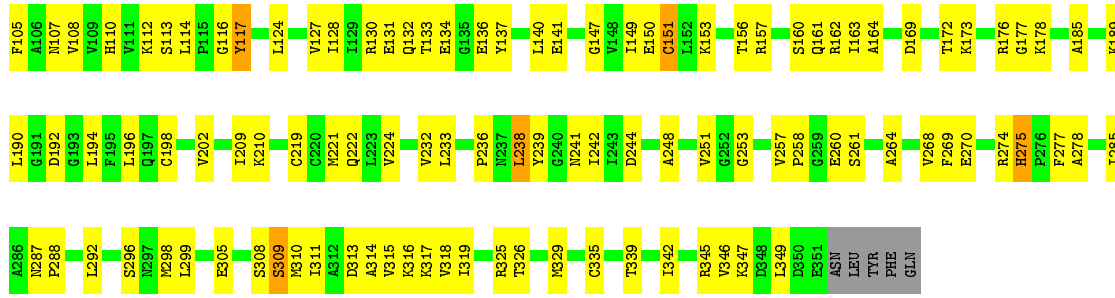 F105 A106 N107 V108 V109 H110 V111 K112 S113 L114 P115 G116 Y117 L124 V127 I128 I129 R130 E131 Q132 T133 E134 G135 E136 Y137 L140 E141 G147 V148 I149 E150 C151 L152 K153 T156 R157 S160 Q161 R162 I163 A164 D169 T172 K173 R176 G177 K178 A185 K189
L190 G191 D192 G193 L194 F195 L196 Q197 C198 V202 I209 K210 C219 C220 M221 Q222 L223 V224 V232 L233 P236 N237 L238 Y239 G240 N241 I242 I243 D244 A248 V251 G252 G253 V257 P258 G259 E260 S261 A264 V268 F269 E270 R274 H275 P276 F277 A278 I285
A286 N287 P288 L292 S296 N297 M298 L299 E305 S308 S309 M310 I311 A312 D313 A314 V315 K316 K317 V318 I319 R325 T326 M329 C335 T339 I342 R345 V346 K347 D348 L349 D350 E351 ASN LEU TYR PHE GLN